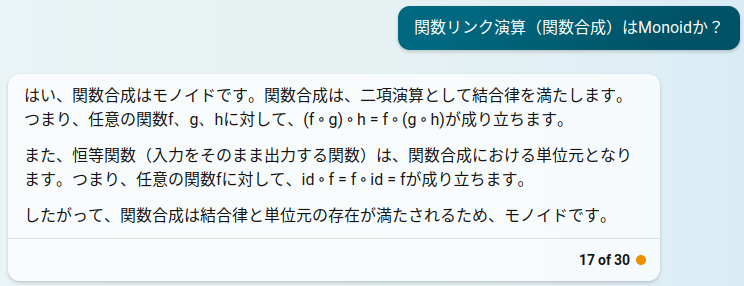 関数リンク演算（関数合成）はMonoidか？
はい、関数合成はモノイドです。関数合成は、二項演算として結合律を満たします。
つまり、任意の関数f、g、hに対して、(f∘g)∘h = f∘(g∘h)が成り立ちます。
また、恒等関数（入力をそのまま出力する関数）は、関数合成における単位元となり
ます。つまり、任意の関数fに対して、id∘f = f∘id = fが成り立ちます。
したがって、関数合成は結合律と単位元の存在が満たされるため、モノイドです。
17 of 30